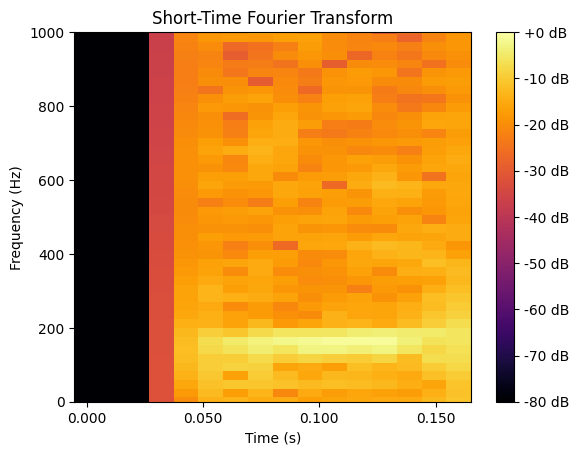 Short-Time Fourier Transform
1000
800
600
400
200
0
Frequency (Hz)
0.000
0.050
0.100
0.150
Time (s)
+0 dB
-10 dB
-20 dB
-30 dB
-40 dB
-50 dB
-60 dB
-70 dB
-80 dB